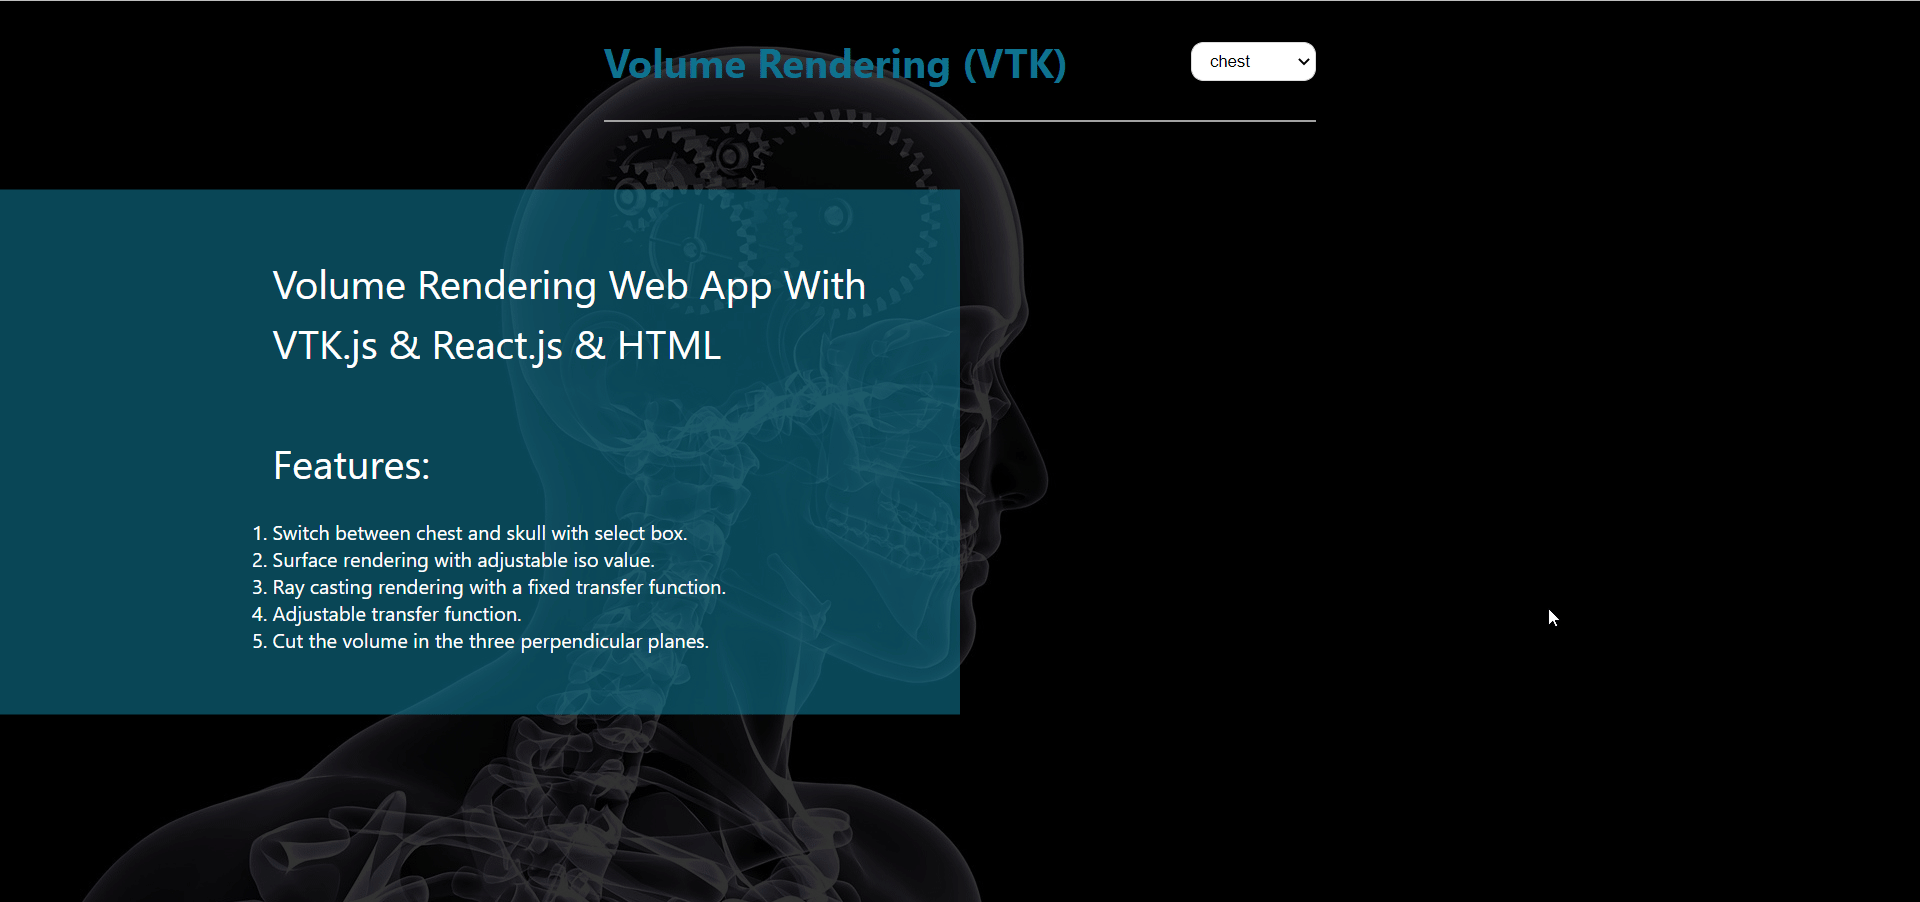 Volume Rendering (VTK)
chest
Volume Rendering Web App With
VTK.js & React.js & HTML
Features:
1. Switch between chest and skull with select box.
2. Surface rendering with adjustable iso value.
3. Ray casting rendering with a fixed transfer function.
4. Adjustable transfer function.
5. Cut the volume in the three perpendicular planes.